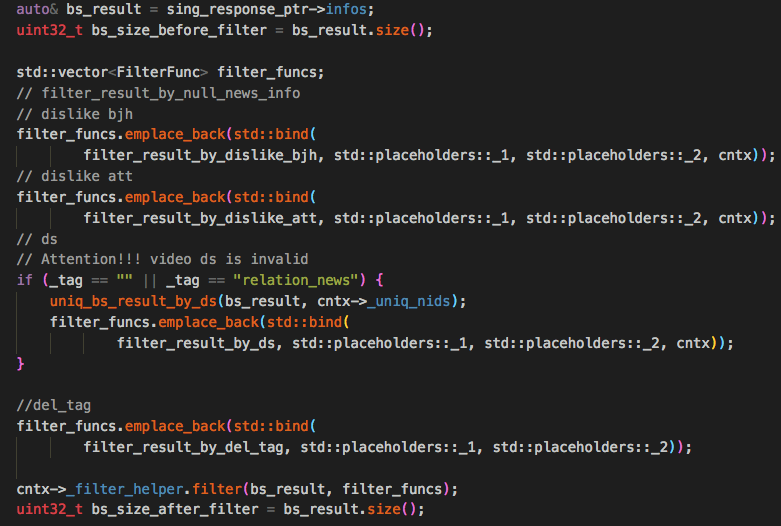 auto& bs_result = sing_response_ptr->infos;
uint32_t bs_size_before_filter = bs_result.size();

std::vector<FilterFunc> filter_funcs;
// filter_result_by_null_news_info
// dislike bjh
filter_funcs.emplace_back(std::bind(
        filter_result_by_dislike_bjh, std::placeholders::_1, std::placeholders::_2, cntx));
// dislike att
filter_funcs.emplace_back(std::bind(
        filter_result_by_dislike_att, std::placeholders::_1, std::placeholders::_2, cntx));
// ds
// Attention!!! video ds is invalid
if (_tag == "" || _tag == "relation_news") {
    uniq_bs_result_by_ds(bs_result, cntx->_uniq_nids);
    filter_funcs.emplace_back(std::bind(
            filter_result_by_ds, std::placeholders::_1, std::placeholders::_2, cntx));
}

//del_tag
filter_funcs.emplace_back(std::bind(
        filter_result_by_del_tag, std::placeholders::_1, std::placeholders::_2));

cntx->_filter_helper.filter(bs_result, filter_funcs);
uint32_t bs_size_after_filter = bs_result.size();